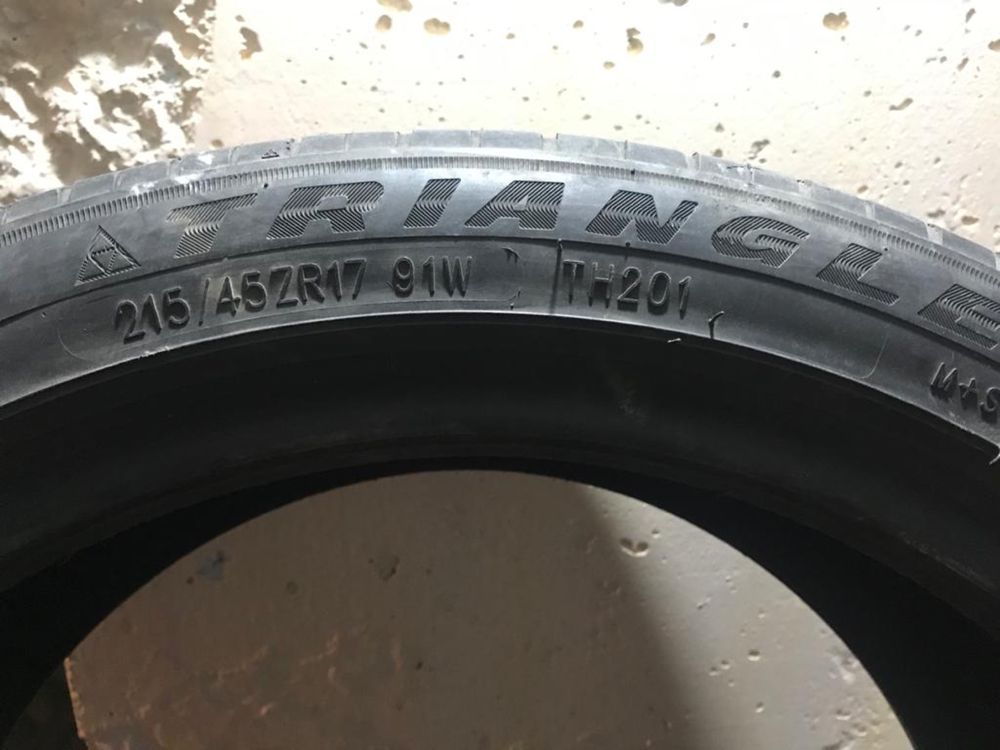 TRIANGLE
215/45ZR17 91W TH201
M+S